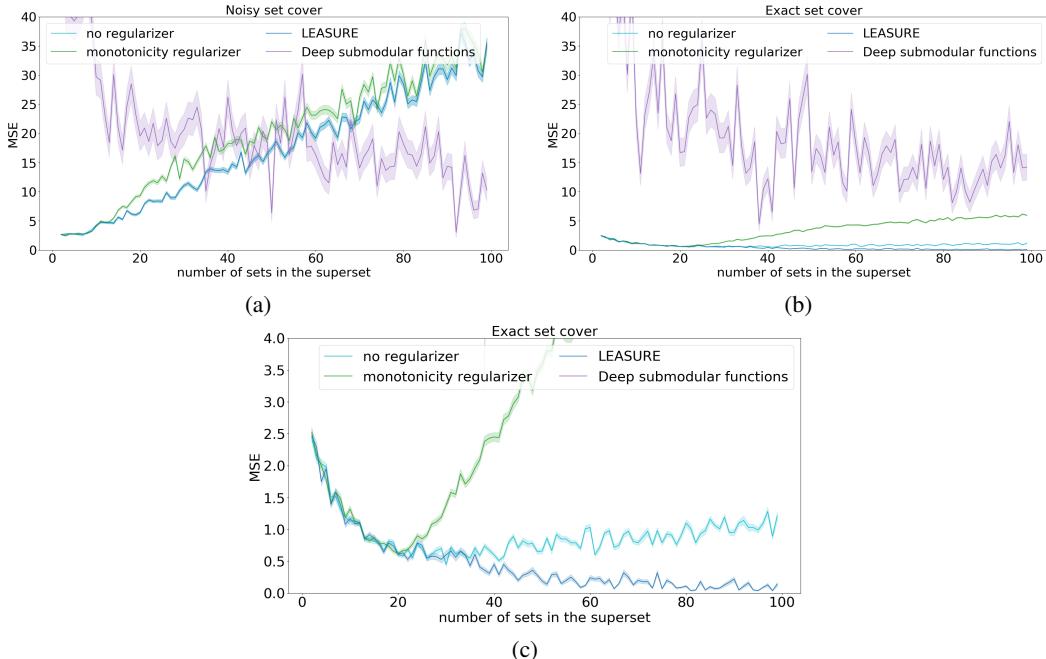 Noisy set cover
no regularizer
monotonicity regularizer
LEASURE
Deep submodular functions
MSE
40
35
30
25
20
15
10
5
0
0 20 40 60 80 100
number of sets in the superset
(a)
Exact set cover
no regularizer
monotonicity regularizer
LEASURE
Deep submodular functions
MSE
40
35
30
25
20
15
10
5
0
0 20 40 60 80 100
number of sets in the superset
(b)
Exact set cover
no regularizer
monotonicity regularizer
LEASURE
Deep submodular functions
MSE
4.0
3.5
3.0
2.5
2.0
1.5
1.0
0.5
0.0
0 20 40 60 80 100
number of sets in the superset
(c)